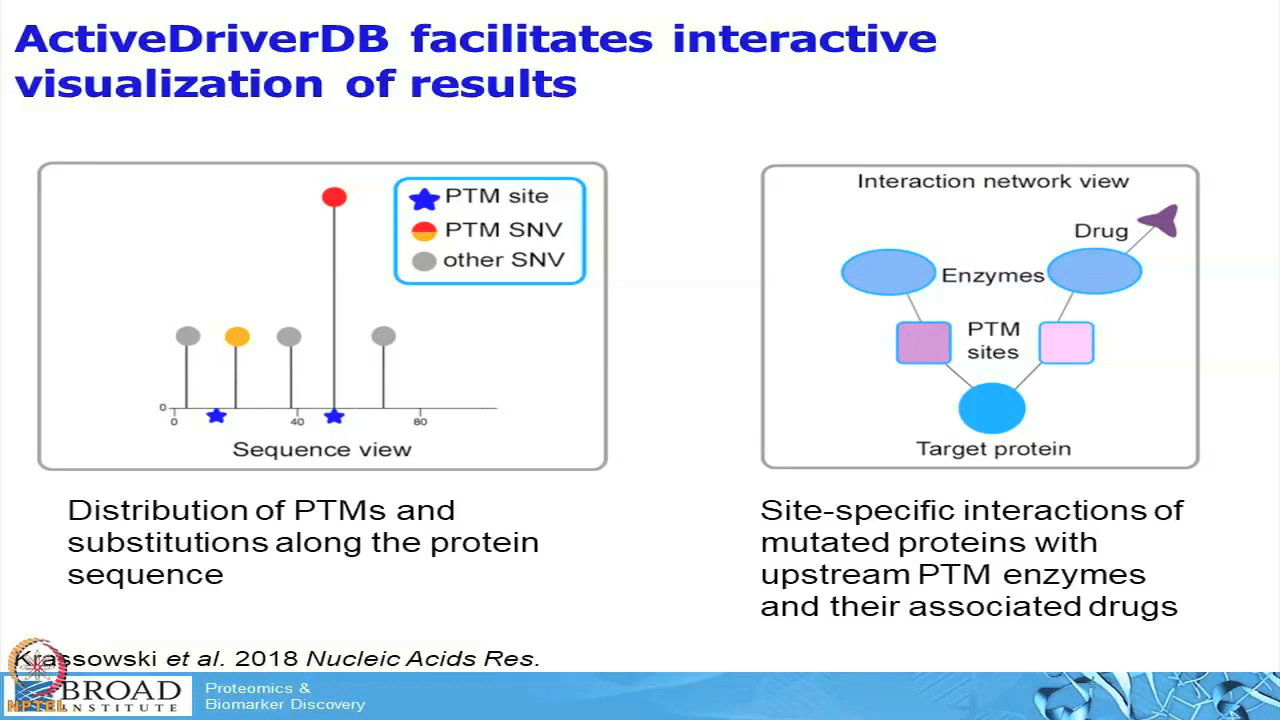 ActiveDriverDB facilitates interactive
visualization of results
PTM site
PTM SNV
other SNV
0
0
40
80
Sequence view
Interaction network view
Drug
Enzymes
PTM
sites
Target protein
Distribution of PTMs and
substitutions along the protein
sequence
Site-specific interactions of
mutated proteins with
upstream PTM enzymes
and their associated drugs
Krassowski et al. 2018 Nucleic Acids Res.
NPTEL
BROAD
INSTITUTE
Proteomics &
Biomarker Discovery